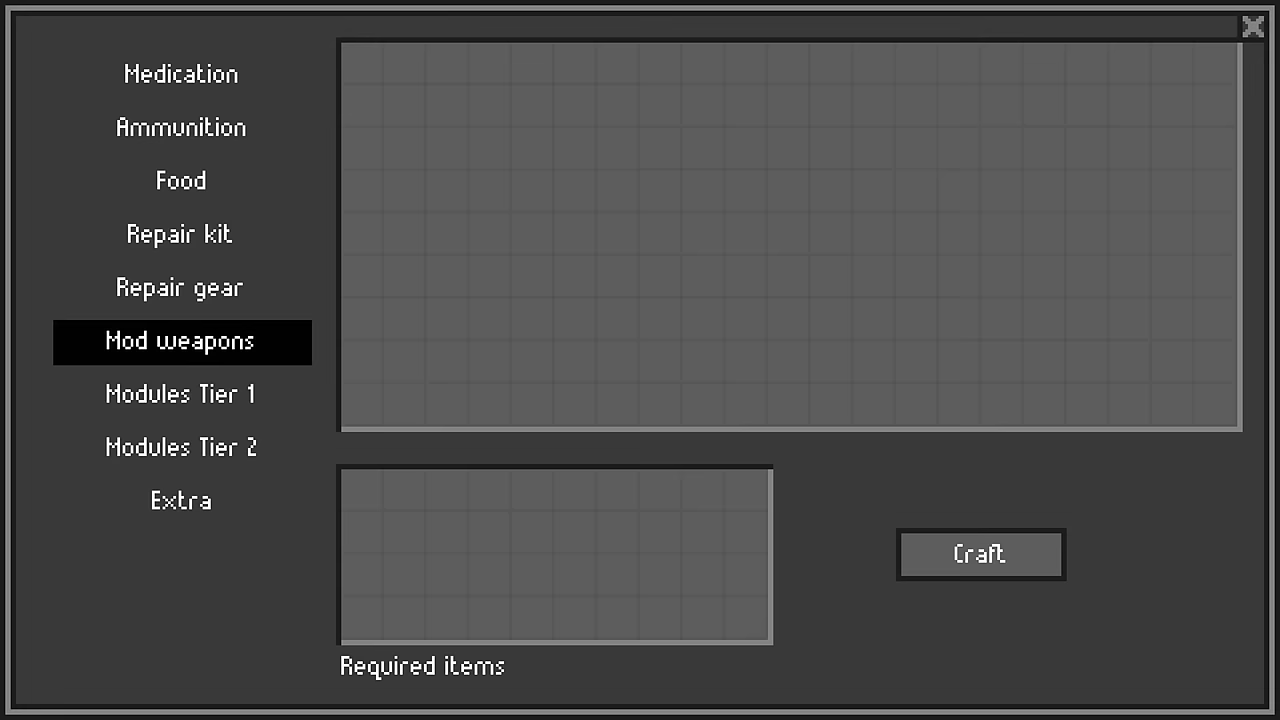 Medication
Ammunition
Food
Repair kit
Repair gear
Mod weapons
Modules Tier 1
Modules Tier 2
Extra
Craft
Required items